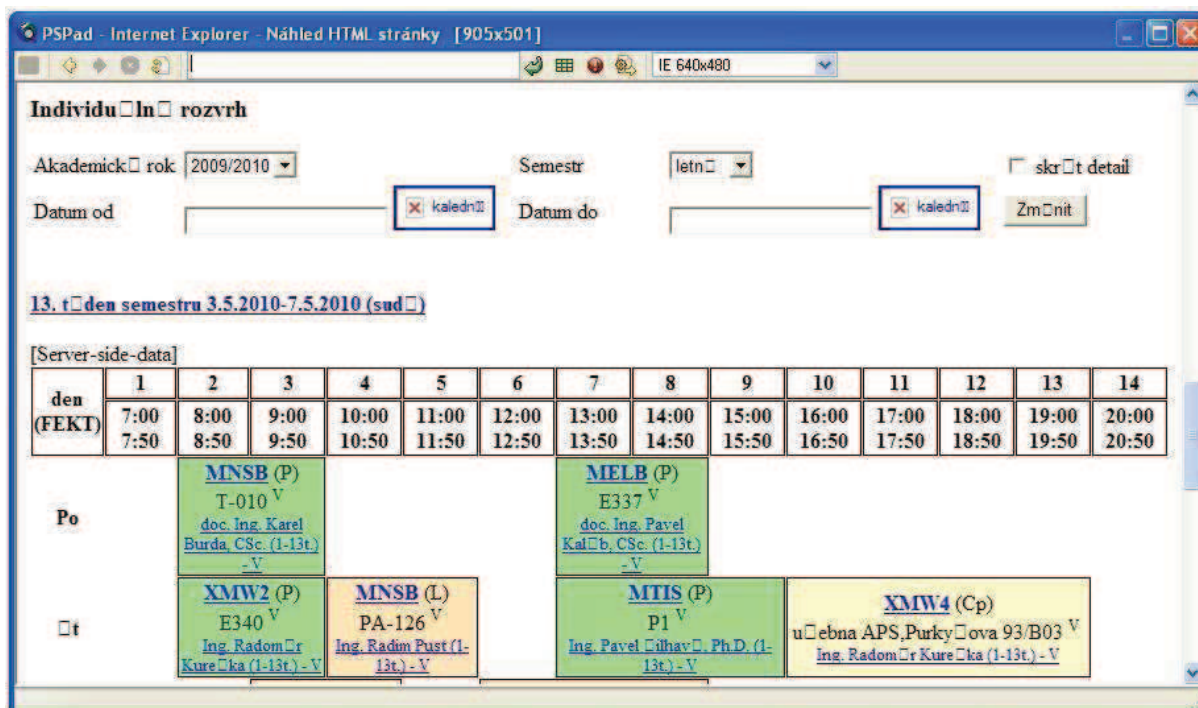 PSPad - Internet Explorer - Náhled HTML stránky [905x501]
IE 640x480
Individu□ln□ rozvrh
Akademick□ rok 2009/2010 Semestr letn□ skr□t detail
Datum od kaledn□ Datum do kaledn□ Zm□nit
13. t□den semestru 3.5.2010-7.5.2010 (sud□)
[Server-side-data]
den (FEKT) 1 2 3 4 5 6 7 8 9 10 11 12 13 14
7:00 8:00 9:00 10:00 11:00 12:00 13:00 14:00 15:00 16:00 17:00 18:00 19:00 20:00
7:50 8:50 9:50 10:50 11:50 12:50 13:50 14:50 15:50 16:50 17:50 18:50 19:50 20:50
Po
MNSB (P)
T-010 V
doc. Ing. Karel
Burda, CSc. (1-13t.)
- V
MELB (P)
E337 V
doc. Ing. Pavel
Kal□b, CSc. (1-13t.)
- V
□t
XMW2 (P)
E340 V
Ing. Radom□r
Kure□ka (1-13t.) - V
MNSB (L)
PA-126 V
Ing. Radim Pust (1-
13t.) - V
MTIS (P)
P1 V
Ing. Pavel □ilhav□, Ph.D. (1-
13t.) - V
XMW4 (Cp)
u□ebna APS,Purky□ova 93/B03 V
Ing. Radom□r Kure□ka (1-13t.) - V